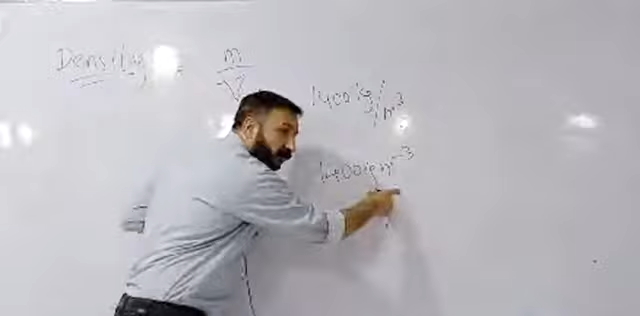 Density = m/V
1400 kg/m³
1400 kg m⁻³